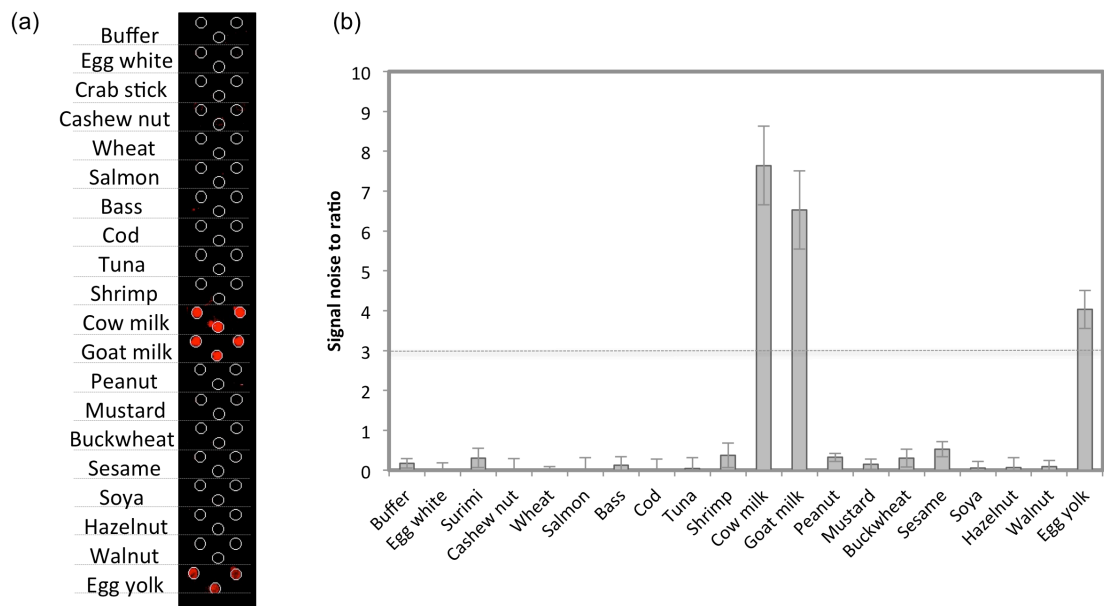 (a)
Buffer
Egg white
Crab stick
Cashew nut
Wheat
Salmon
Bass
Cod
Tuna
Shrimp
Cow milk
Goat milk
Peanut
Mustard
Buckwheat
Sesame
Soya
Hazelnut
Walnut
Egg yolk
(b)
Signal noise to ratio
10
9
8
7
6
5
4
3
2
1
0
Buffer
Egg white
Surimi
Cashew nut
Wheat
Salmon
Bass
Cod
Tuna
Shrimp
Cow milk
Goat milk
Peanut
Mustard
Buckwheat
Sesame
Soya
Hazelnut
Walnut
Egg yolk